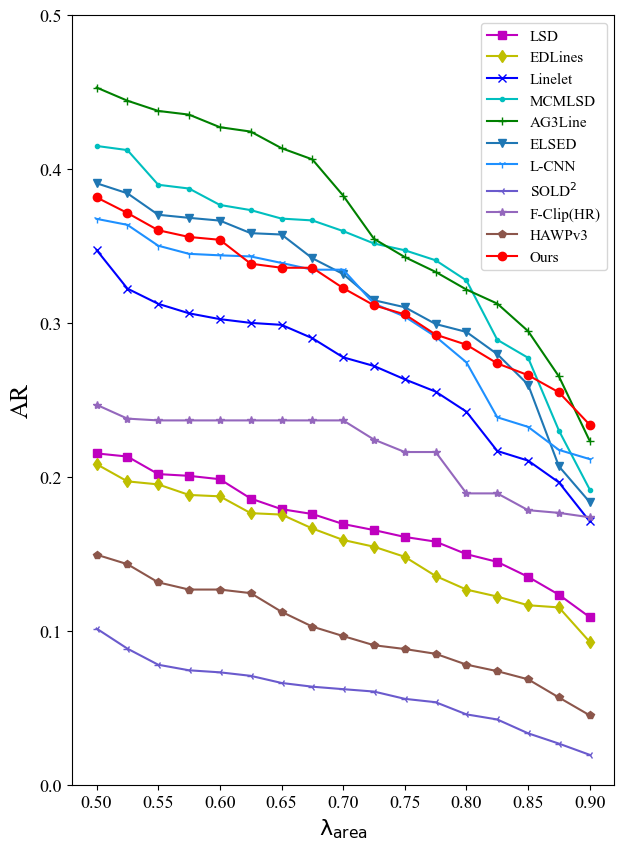 0.5
0.4
0.3
0.2
0.1
0.0
AR
LSD
EDLines
Linelet
MCMLSD
AG3Line
ELSED
L-CNN
SOLD²
F-Clip(HR)
HAWPv3
Ours
0.50 0.55 0.60 0.65 0.70 0.75 0.80 0.85 0.90
λarea